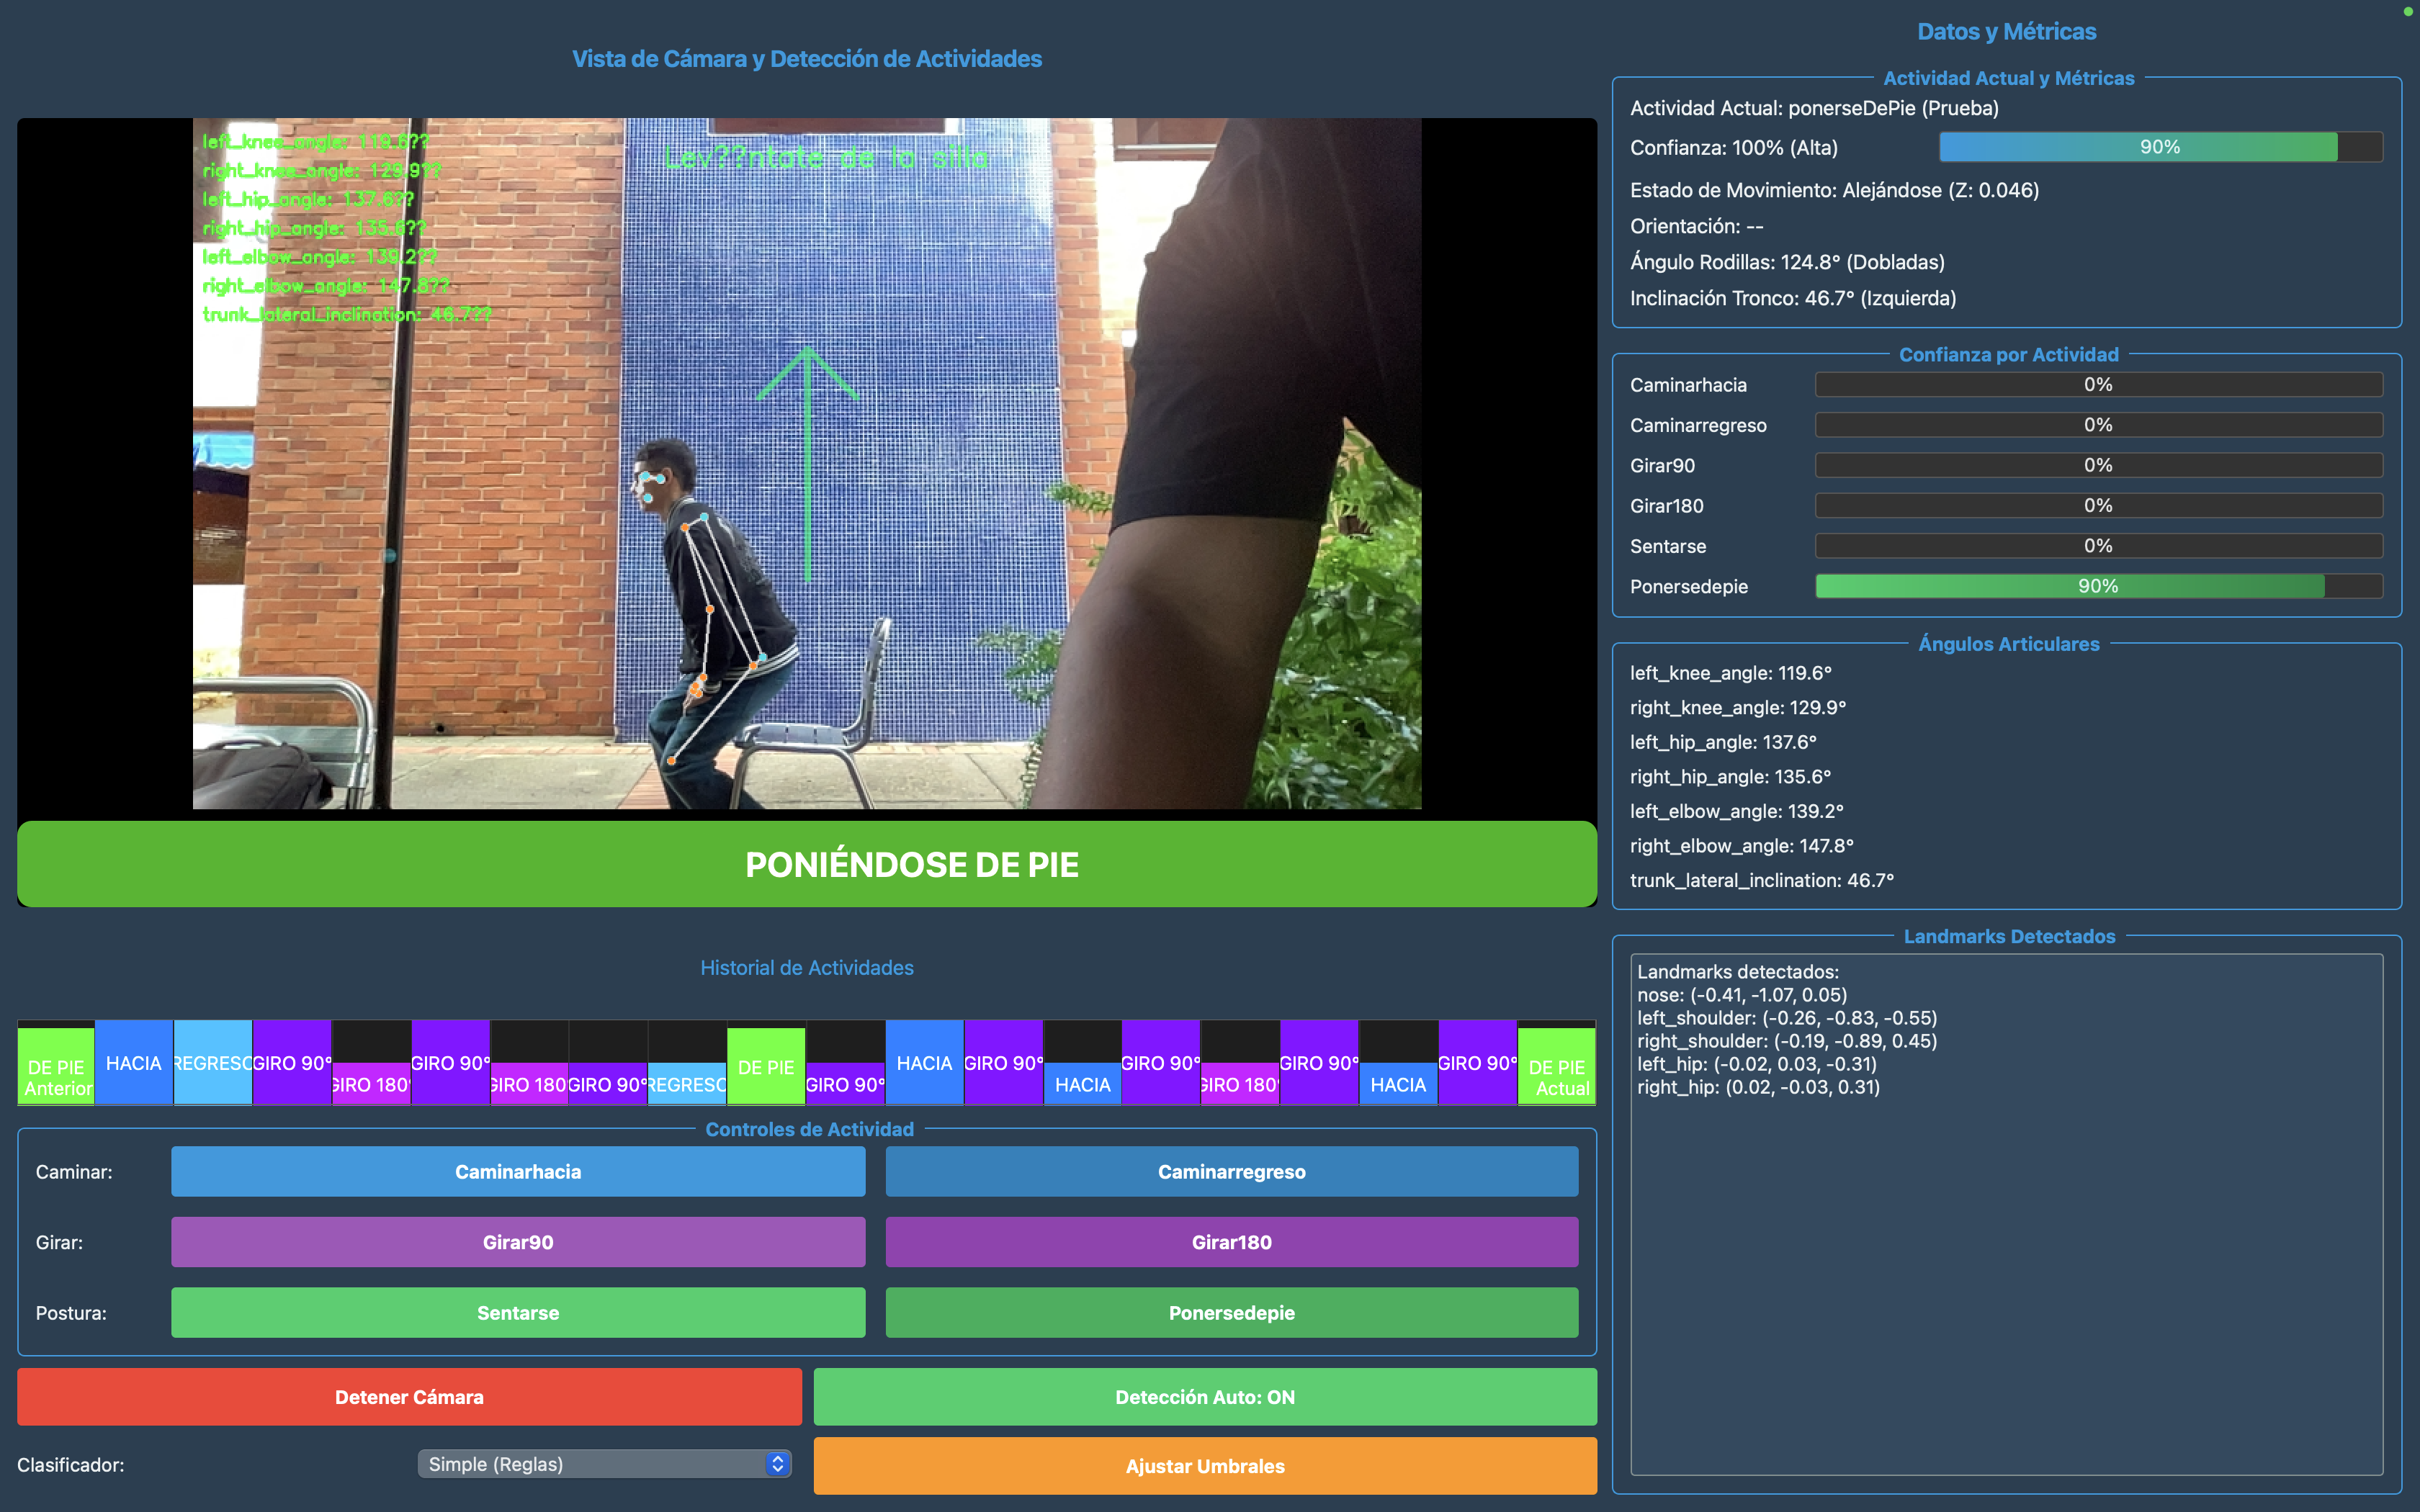 Vista de Cámara y Detección de Actividades
left_knee_angle: 119.6??
right_knee_angle: 129.9??
left_hip_angle: 137.6??
right_hip_angle: 135.6??
left_elbow_angle: 139.2??
right_elbow_angle: 147.8??
trunk_lateral_inclination: 46.7??
Lev??ntate de la silla
PONIÉNDOSE DE PIE
Historial de Actividades
DE PIE HACIA REGRESO GIRO 90° GIRO 180° GIRO 90° GIRO 180° GIRO 90° REGRESO DE PIE GIRO 90° HACIA GIRO 90° HACIA GIRO 90° GIRO 180° GIRO 90° HACIA GIRO 90° DE PIE
Anterior Actual
Controles de Actividad
Caminar: Caminarhacia Caminarregreso
Girar: Girar90 Girar180
Postura: Sentarse Ponersedepie
Detener Cámara Detección Auto: ON
Clasificador: Simple (Reglas) Ajustar Umbrales
Datos y Métricas
Actividad Actual y Métricas
Actividad Actual: ponerseDePie (Prueba)
Confianza: 100% (Alta) 90%
Estado de Movimiento: Alejándose (Z: 0.046)
Orientación: --
Ángulo Rodillas: 124.8° (Dobladas)
Inclinación Tronco: 46.7° (Izquierda)
Confianza por Actividad
Caminarhacia 0%
Caminarregreso 0%
Girar90 0%
Girar180 0%
Sentarse 0%
Ponersedepie 90%
Ángulos Articulares
left_knee_angle: 119.6°
right_knee_angle: 129.9°
left_hip_angle: 137.6°
right_hip_angle: 135.6°
left_elbow_angle: 139.2°
right_elbow_angle: 147.8°
trunk_lateral_inclination: 46.7°
Landmarks Detectados
Landmarks detectados:
nose: (-0.41, -1.07, 0.05)
left_shoulder: (-0.26, -0.83, -0.55)
right_shoulder: (-0.19, -0.89, 0.45)
left_hip: (-0.02, 0.03, -0.31)
right_hip: (0.02, -0.03, 0.31)